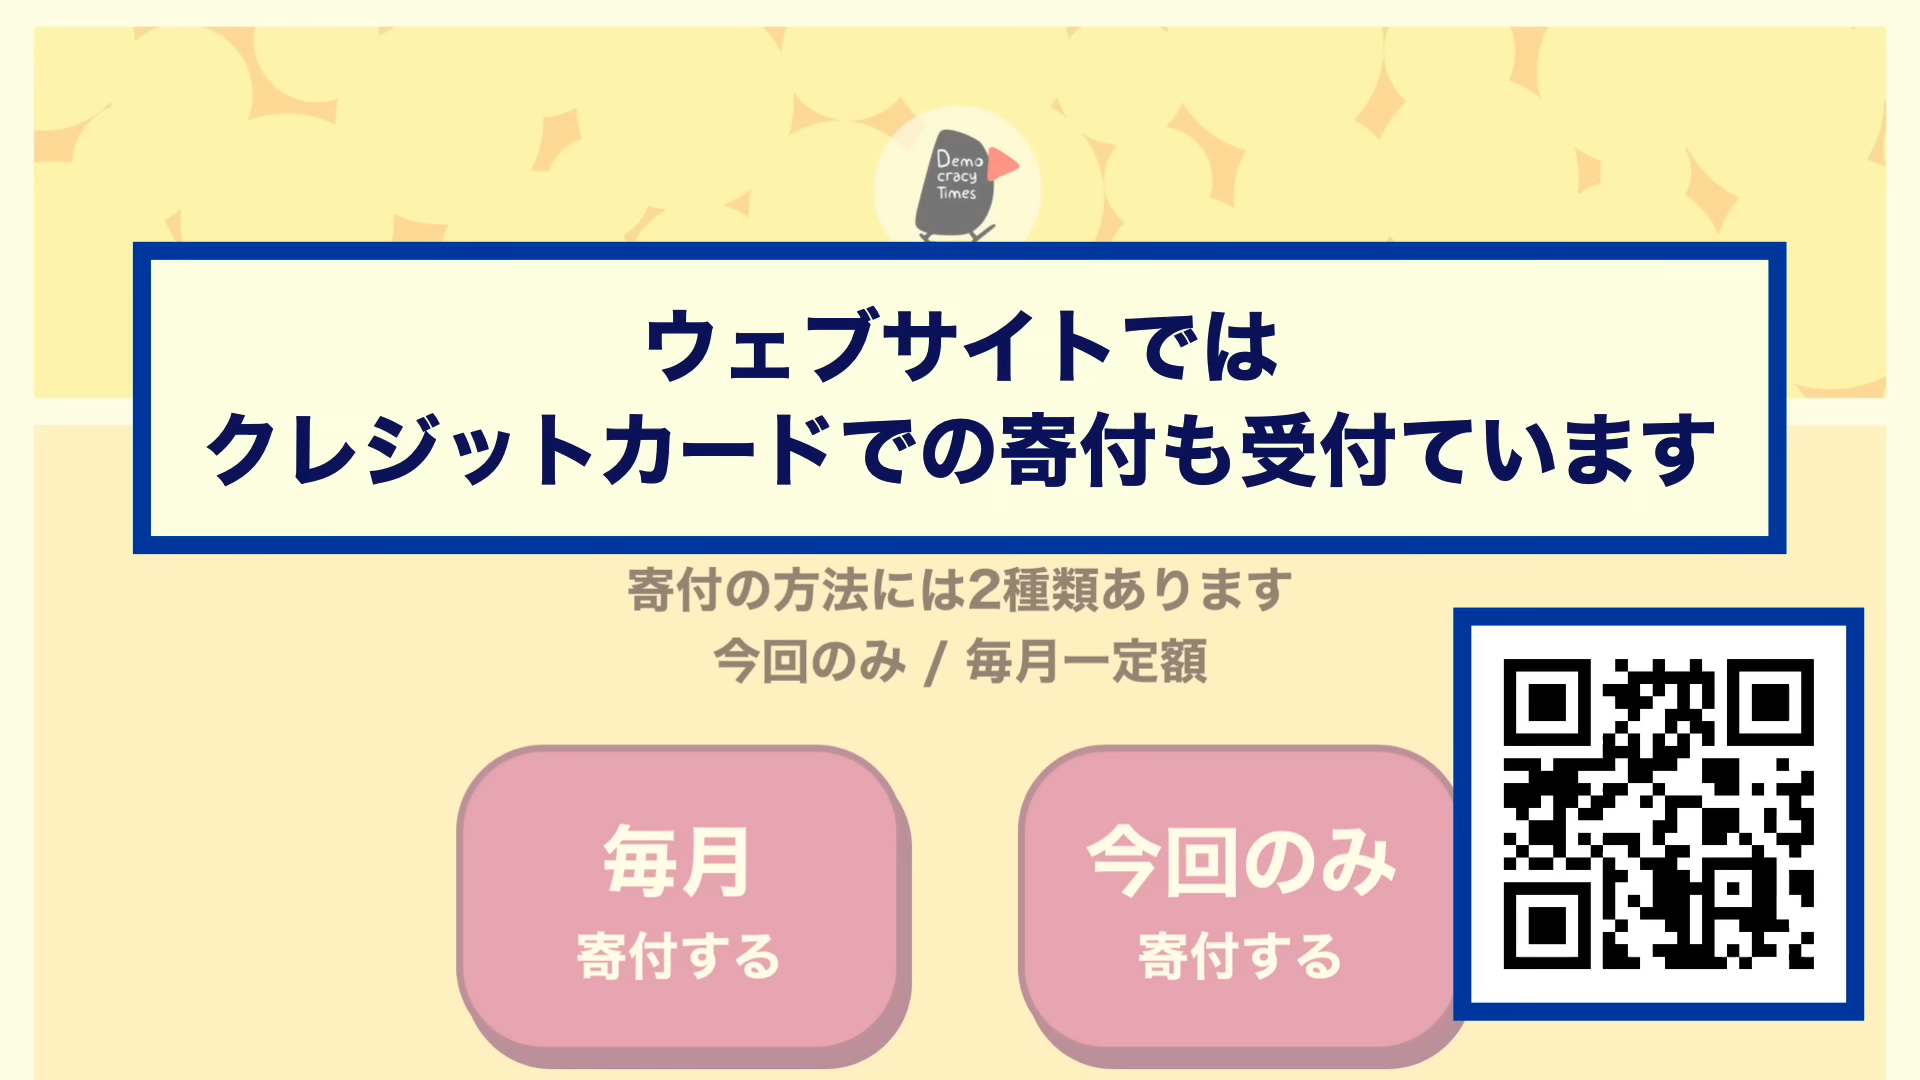 Demo
cracy
Times
ウェブサイトでは
クレジットカードでの寄付も受付ています
寄付の方法には2種類あります
今回のみ / 毎月一定額
毎月
寄付する
今回のみ
寄付する